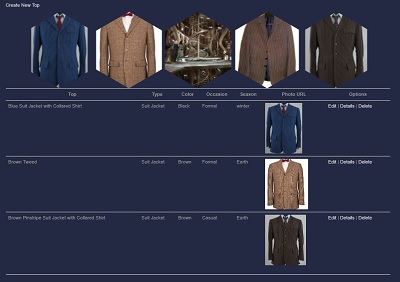 Create New Top
Top Type Color Occasion Season Photo URL Options
Blue Suit Jacket with Collared Shirt Suit Jacket Black Formal winter Edit | Details | Delete
Brown Tweed Suit Jacket Brown Formal Earth Edit | Details | Delete
Brown Pinstripe Suit Jacket with Collared Shirt Suit Jacket Brown Casual Earth Edit | Details | Delete